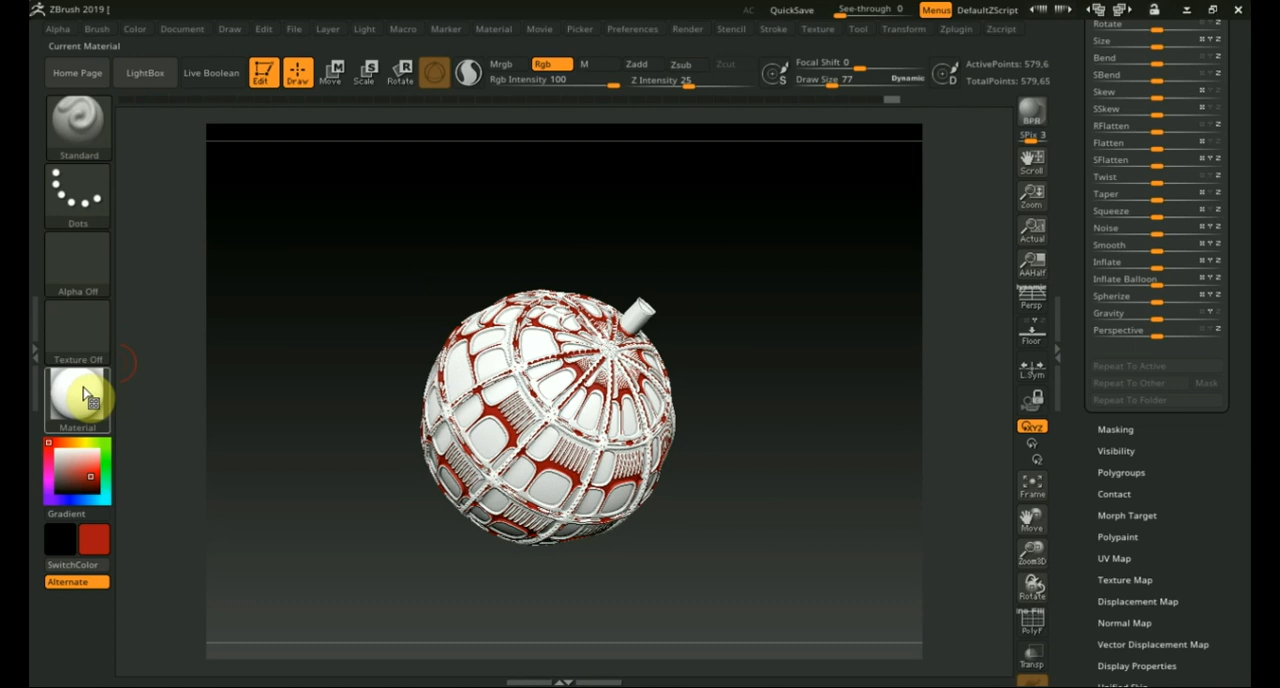 ZBrush 2019 [
AC QuickSave See-through 0 Menus DefaultZScript
Alpha Brush Color Document Draw Edit File Layer Light Macro Marker Material Movie Picker Preferences Render Stencil Stroke Texture Tool Transform Zplugin Zscript
Current Material
Home Page LightBox Live Boolean Edit Draw Move Scale Rotate
Mrgb Rgb M Zadd Zsub Zcut
Rgb Intensity 100 Z Intensity 25
Focal Shift 0
Draw Size 77 Dynamic
S
D
ActivePoints: 579,6
TotalPoints: 579,65
Standard
Dots
Alpha Off
Texture Off
Material
Gradient
SwitchColor
Alternate
BPR
SPix 3
Scroll
Zoom
Actual
AAHalf
Persp
Floor
L.Sym
XYZ
Frame
Move
Zoom3D
Rotate
PolyF
Transp
Rotate
Size
Bend
SBend
Skew
SSkew
RFlatten
Flatten
SFlatten
Twist
Taper
Squeeze
Noise
Smooth
Inflate
Inflate Balloon
Spherize
Gravity
Perspective
Repeat To Active
Repeat To Other Mask
Repeat To Folder
Masking
Visibility
Polygroups
Contact
Morph Target
Polypaint
UV Map
Texture Map
Displacement Map
Normal Map
Vector Displacement Map
Display Properties